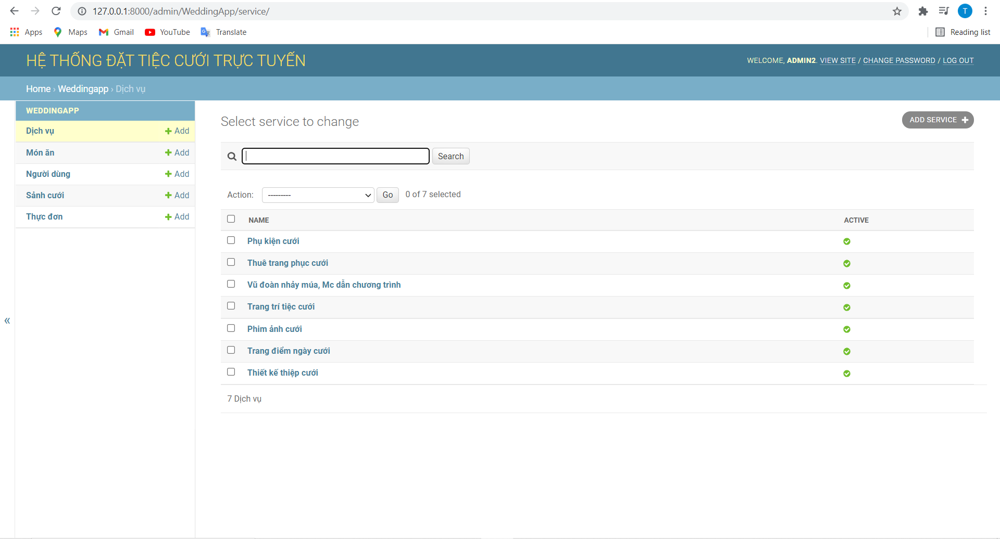 127.0.0.1:8000/admin/WeddingApp/service/
T
Apps Maps Gmail YouTube Translate Reading list
HỆ THỐNG ĐẶT TIỆC CƯỚI TRỰC TUYẾN
WELCOME, ADMIN2. VIEW SITE / CHANGE PASSWORD / LOG OUT
Home › Weddingapp › Dịch vụ
WEDDINGAPP
Dịch vụ Add
Món ăn Add
Người dùng Add
Sảnh cưới Add
Thực đơn Add
«
Select service to change
ADD SERVICE
Search
Action: --------- Go 0 of 7 selected
NAME ACTIVE
Phụ kiện cưới
Thuê trang phục cưới
Vũ đoàn nhảy múa, Mc dẫn chương trình
Trang trí tiệc cưới
Phim ảnh cưới
Trang điểm ngày cưới
Thiết kế thiệp cưới
7 Dịch vụ